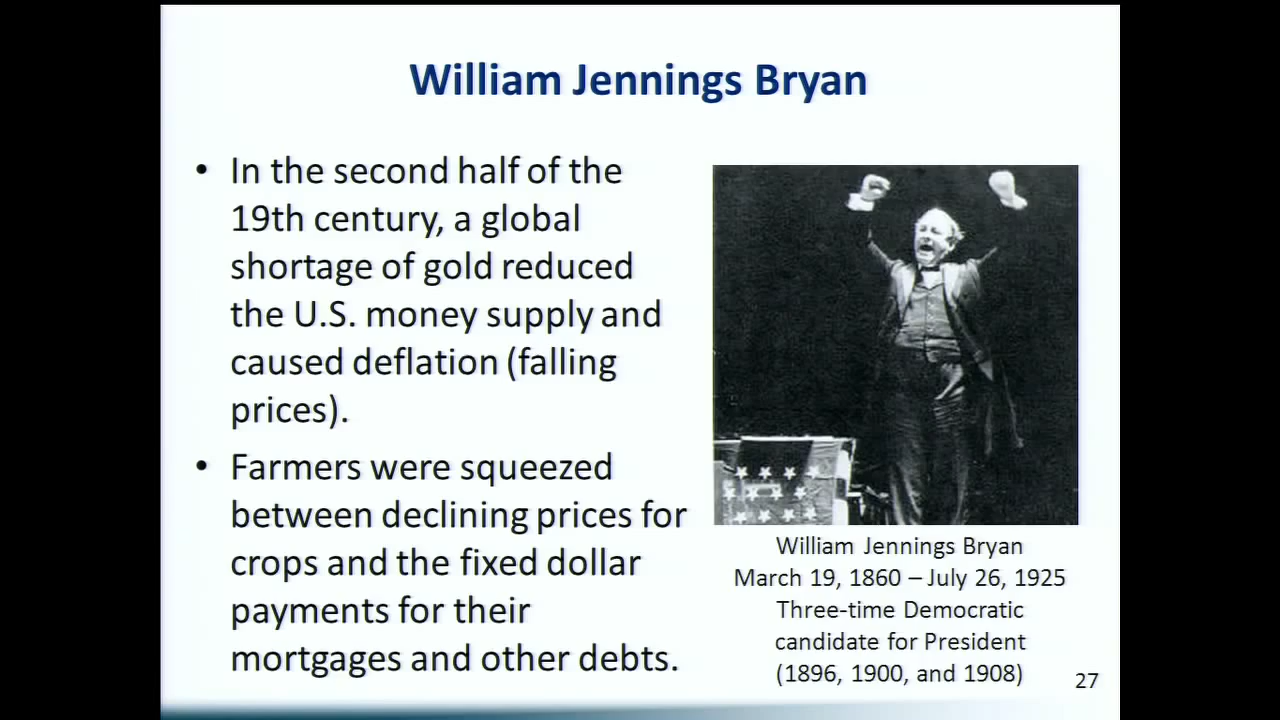 William Jennings Bryan
• In the second half of the
19th century, a global
shortage of gold reduced
the U.S. money supply and
caused deflation (falling
prices).
• Farmers were squeezed
between declining prices for
crops and the fixed dollar
payments for their
mortgages and other debts.
William Jennings Bryan
March 19, 1860 – July 26, 1925
Three-time Democratic
candidate for President
(1896, 1900, and 1908)
27